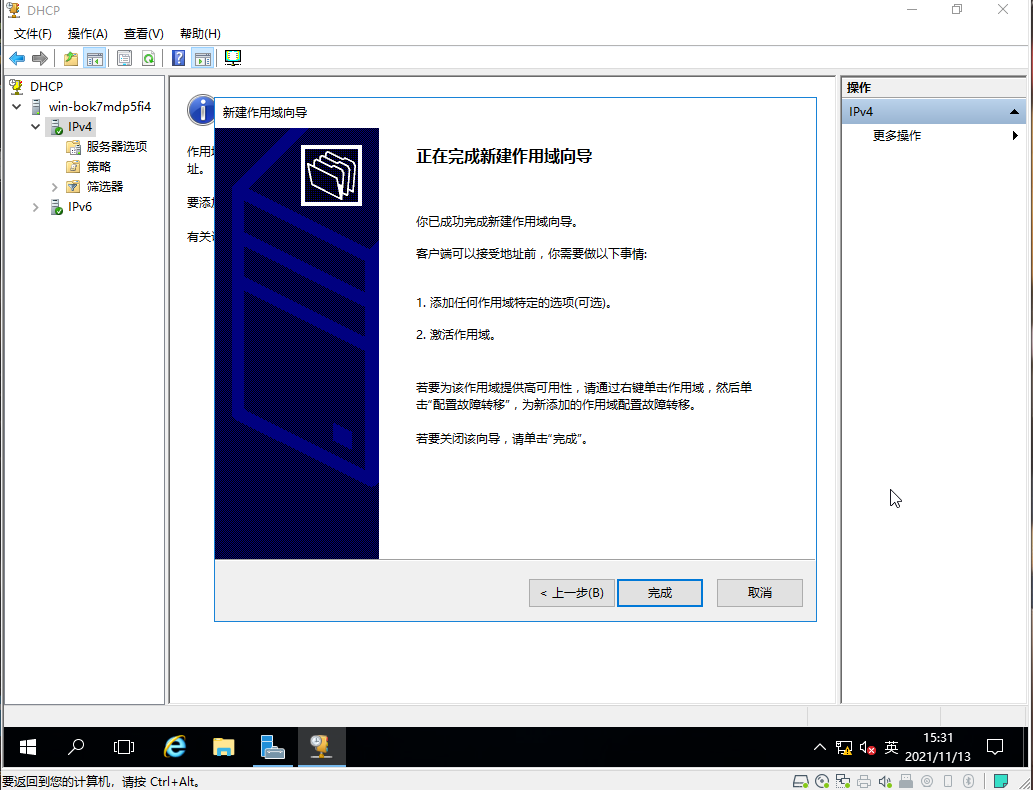 DHCP
文件(F) 操作(A) 查看(V) 帮助(H)
DHCP
win-bok7mdp5fi4
IPv4
服务器选项
策略
筛选器
IPv6
作用
址。
要添
有关
新建作用域向导
正在完成新建作用域向导
你已成功完成新建作用域向导。
客户端可以接受地址前，你需要做以下事情:
1. 添加任何作用域特定的选项(可选)。
2. 激活作用域。
若要为该作用域提供高可用性，请通过右键单击作用域，然后单
击“配置故障转移”，为新添加的作用域配置故障转移。
若要关闭该向导，请单击“完成”。
< 上一步(B) 完成 取消
操作
IPv4
更多操作
英
15:31
2021/11/13
要返回到您的计算机，请按 Ctrl+Alt。